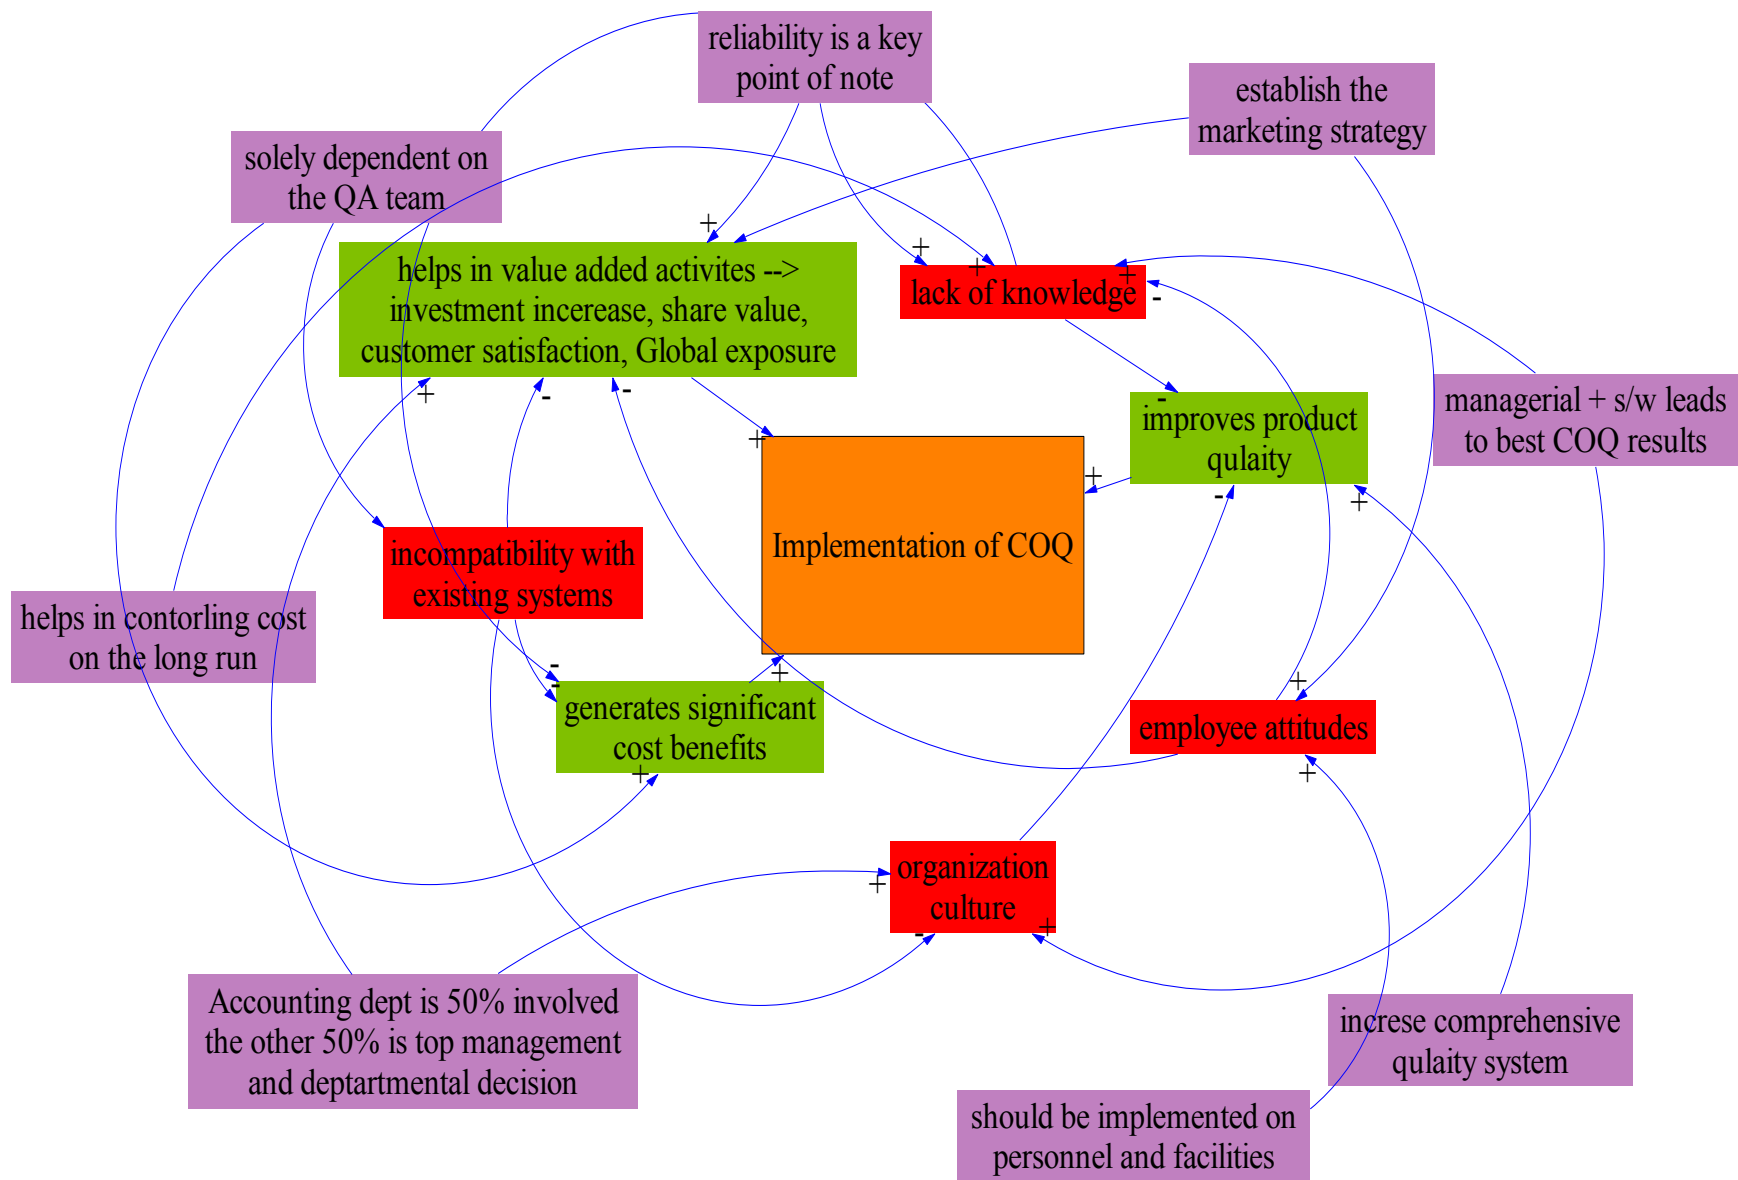 reliability is a key
point of note
establish the
marketing strategy
solely dependent on
the QA team
helps in value added activites -->
investment incerease, share value,
customer satisfaction, Global exposure
lack of knowledge
improves product
qulaity
managerial + s/w leads
to best COQ results
Implementation of COQ
incompatibility with
existing systems
helps in contorling cost
on the long run
generates significant
cost benefits
employee attitudes
organization
culture
Accounting dept is 50% involved
the other 50% is top management
and deptartmental decision
increse comprehensive
qulaity system
should be implemented on
personnel and facilities